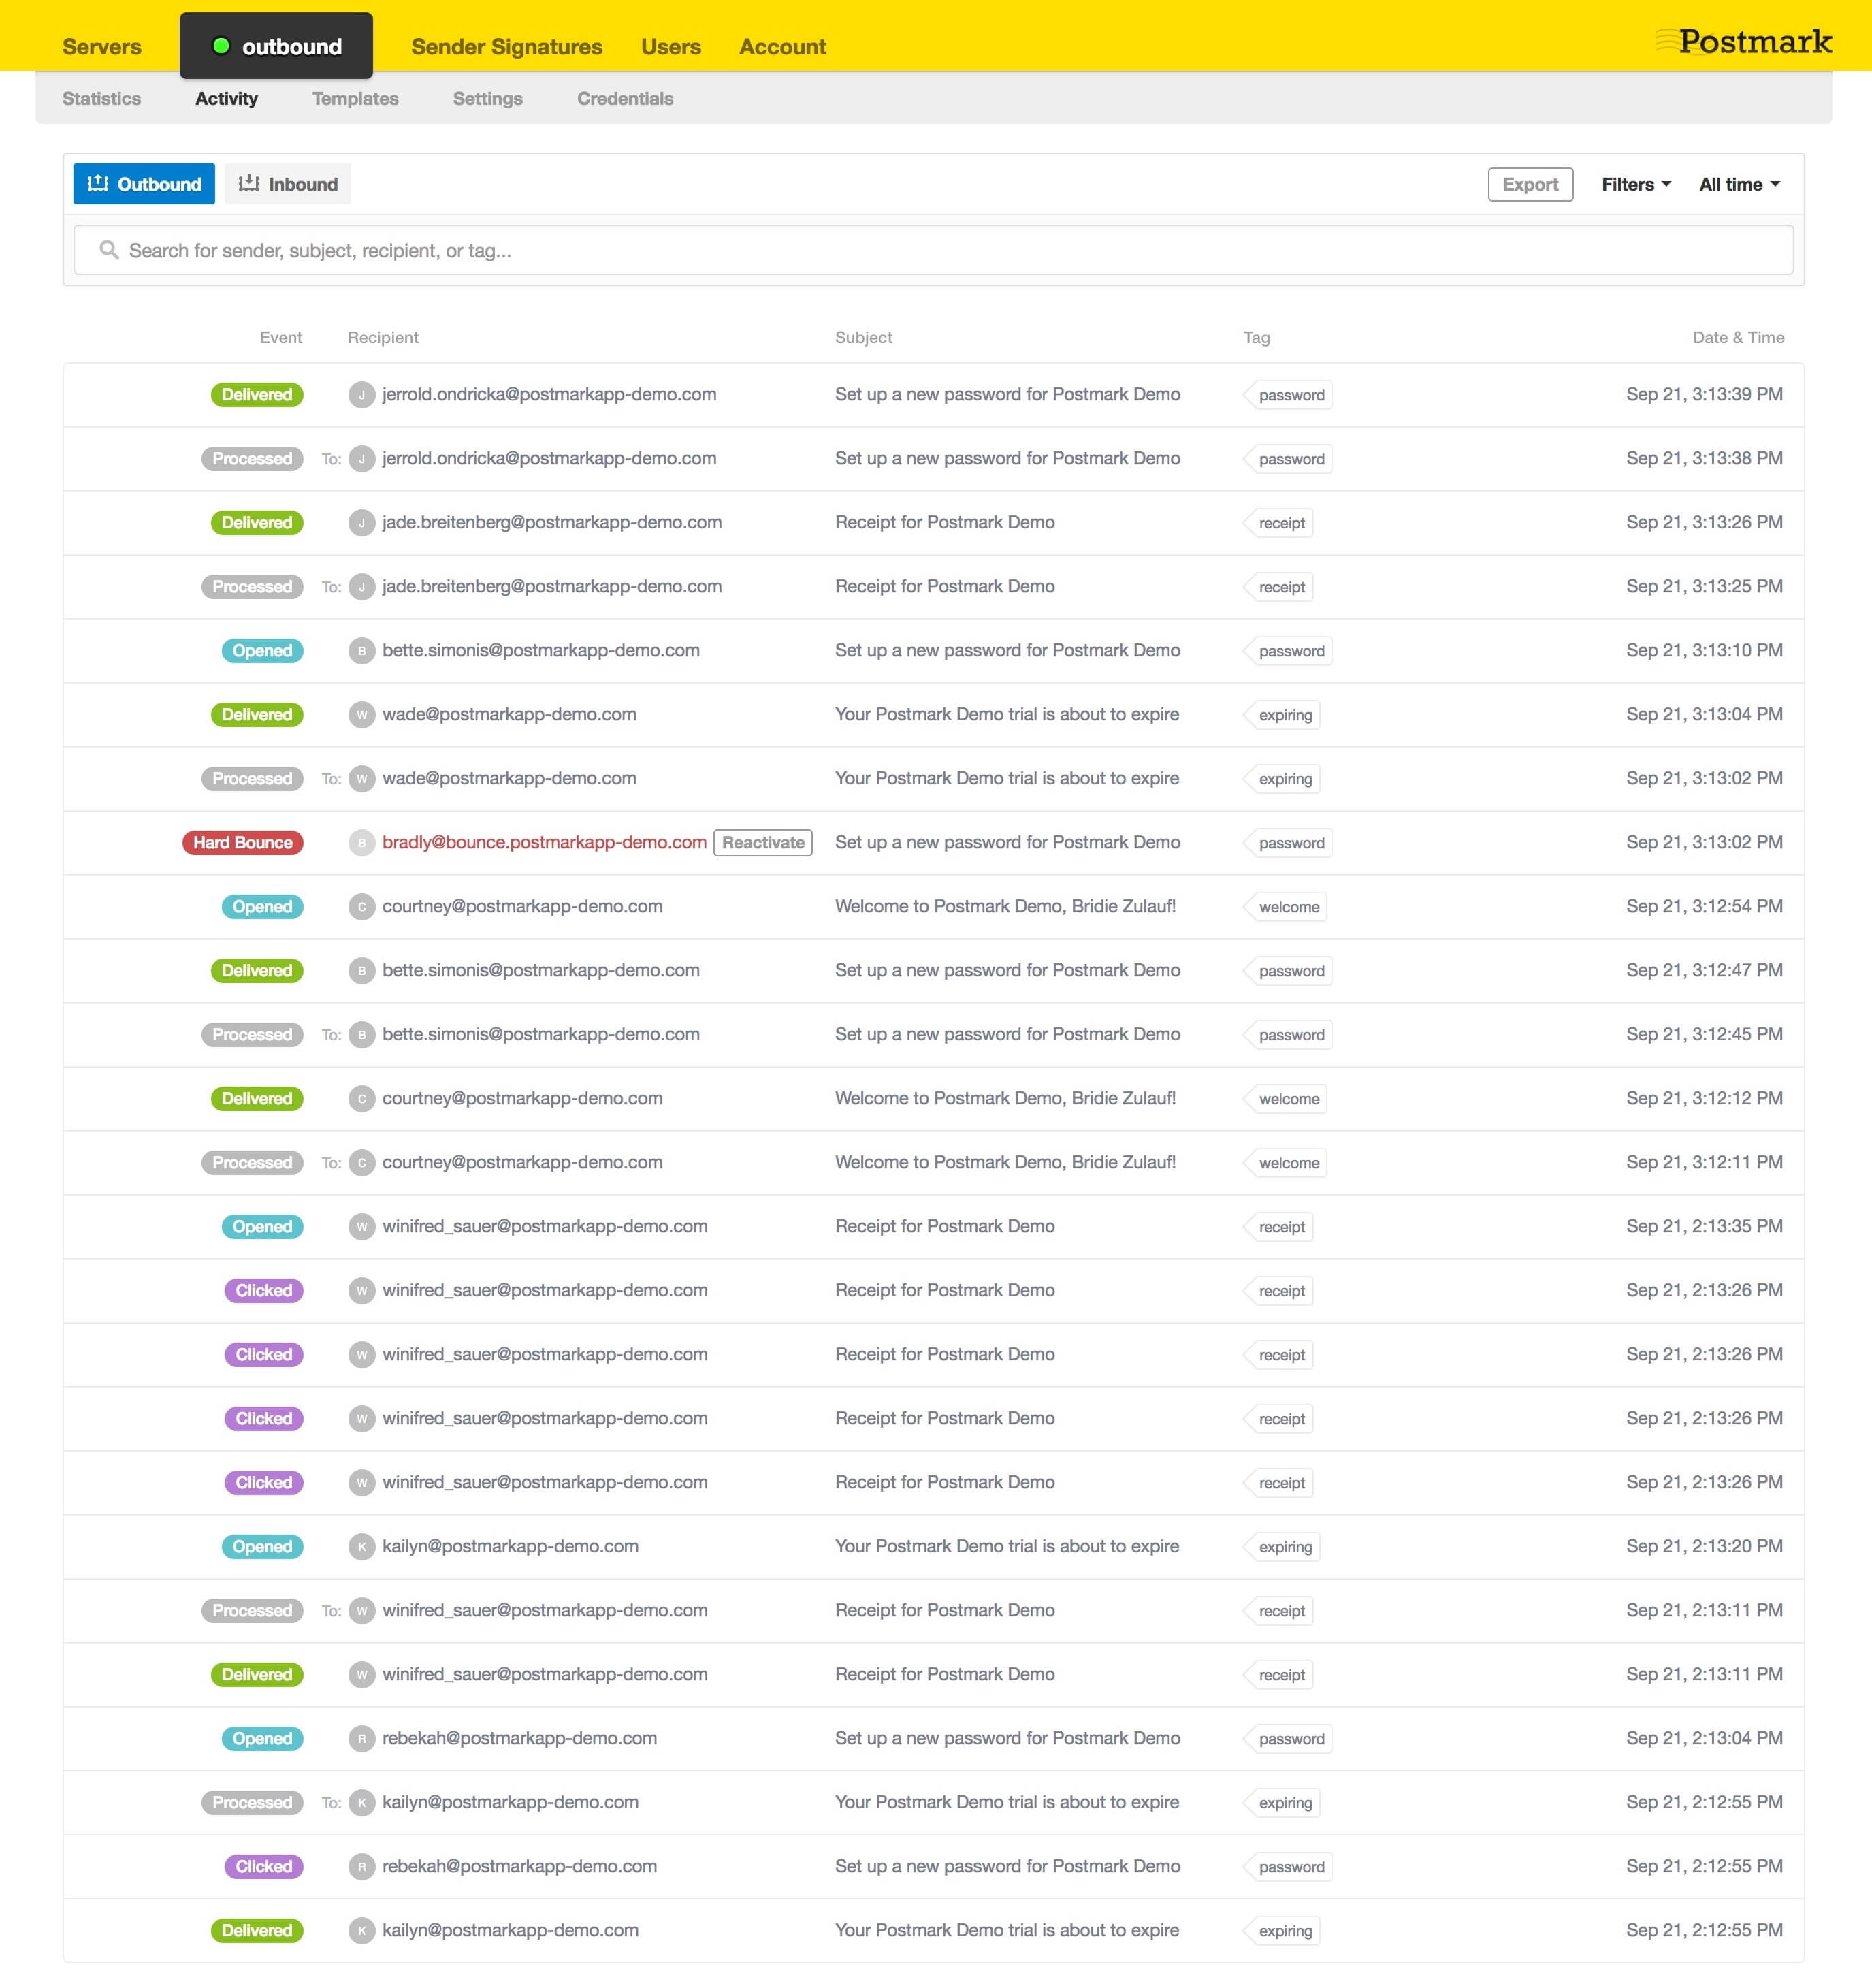 Servers outbound Sender Signatures Users Account Postmark
Statistics Activity Templates Settings Credentials
Outbound Inbound Export Filters All time
Search for sender, subject, recipient, or tag...
Event Recipient Subject Tag Date & Time
Delivered J jerrold.ondricka@postmarkapp-demo.com Set up a new password for Postmark Demo password Sep 21, 3:13:39 PM
Processed To: J jerrold.ondricka@postmarkapp-demo.com Set up a new password for Postmark Demo password Sep 21, 3:13:38 PM
Delivered J jade.breitenberg@postmarkapp-demo.com Receipt for Postmark Demo receipt Sep 21, 3:13:26 PM
Processed To: J jade.breitenberg@postmarkapp-demo.com Receipt for Postmark Demo receipt Sep 21, 3:13:25 PM
Opened B bette.simonis@postmarkapp-demo.com Set up a new password for Postmark Demo password Sep 21, 3:13:10 PM
Delivered W wade@postmarkapp-demo.com Your Postmark Demo trial is about to expire expiring Sep 21, 3:13:04 PM
Processed To: W wade@postmarkapp-demo.com Your Postmark Demo trial is about to expire expiring Sep 21, 3:13:02 PM
Hard Bounce B bradly@bounce.postmarkapp-demo.com Reactivate Set up a new password for Postmark Demo password Sep 21, 3:13:02 PM
Opened C courtney@postmarkapp-demo.com Welcome to Postmark Demo, Bridie Zulauf! welcome Sep 21, 3:12:54 PM
Delivered B bette.simonis@postmarkapp-demo.com Set up a new password for Postmark Demo password Sep 21, 3:12:47 PM
Processed To: B bette.simonis@postmarkapp-demo.com Set up a new password for Postmark Demo password Sep 21, 3:12:45 PM
Delivered C courtney@postmarkapp-demo.com Welcome to Postmark Demo, Bridie Zulauf! welcome Sep 21, 3:12:12 PM
Processed To: C courtney@postmarkapp-demo.com Welcome to Postmark Demo, Bridie Zulauf! welcome Sep 21, 3:12:11 PM
Opened W winifred_sauer@postmarkapp-demo.com Receipt for Postmark Demo receipt Sep 21, 2:13:35 PM
Clicked W winifred_sauer@postmarkapp-demo.com Receipt for Postmark Demo receipt Sep 21, 2:13:26 PM
Clicked W winifred_sauer@postmarkapp-demo.com Receipt for Postmark Demo receipt Sep 21, 2:13:26 PM
Clicked W winifred_sauer@postmarkapp-demo.com Receipt for Postmark Demo receipt Sep 21, 2:13:26 PM
Clicked W winifred_sauer@postmarkapp-demo.com Receipt for Postmark Demo receipt Sep 21, 2:13:26 PM
Opened K kailyn@postmarkapp-demo.com Your Postmark Demo trial is about to expire expiring Sep 21, 2:13:20 PM
Processed To: W winifred_sauer@postmarkapp-demo.com Receipt for Postmark Demo receipt Sep 21, 2:13:11 PM
Delivered W winifred_sauer@postmarkapp-demo.com Receipt for Postmark Demo receipt Sep 21, 2:13:11 PM
Opened R rebekah@postmarkapp-demo.com Set up a new password for Postmark Demo password Sep 21, 2:13:04 PM
Processed To: K kailyn@postmarkapp-demo.com Your Postmark Demo trial is about to expire expiring Sep 21, 2:12:55 PM
Clicked R rebekah@postmarkapp-demo.com Set up a new password for Postmark Demo password Sep 21, 2:12:55 PM
Delivered K kailyn@postmarkapp-demo.com Your Postmark Demo trial is about to expire expiring Sep 21, 2:12:55 PM